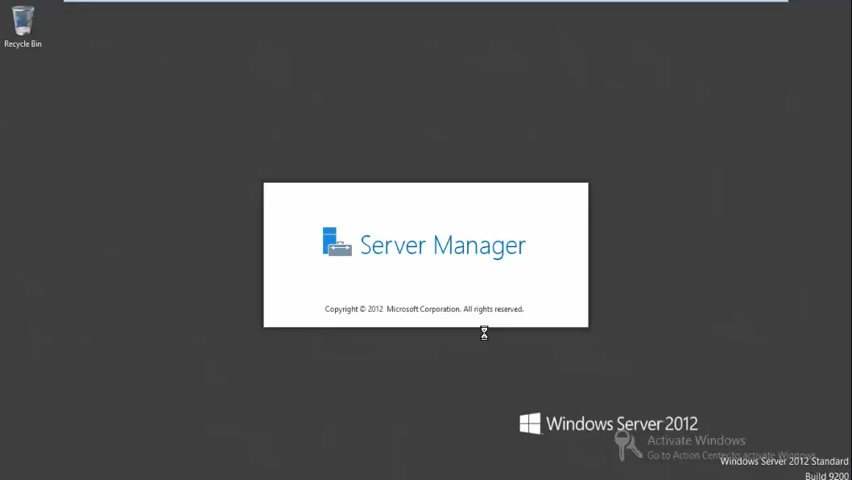 Recycle Bin
Server Manager
Copyright © 2012 Microsoft Corporation. All rights reserved.
Windows Server 2012
Activate Windows
Go to Action Center to activate Windows.
Windows Server 2012 Standard
Build 9200